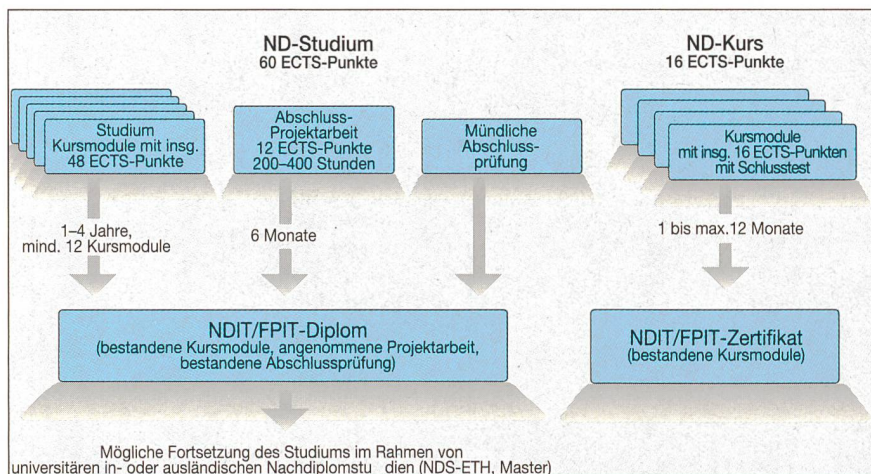 ND-Studium
60 ECTS-Punkte
Studium
Kursmodule mit insg.
48 ECTS-Punkte
Abschluss-
Projektarbeit
12 ECTS-Punkte
200–400 Stunden
Mündliche
Abschluss-
prüfung
1–4 Jahre,
mind. 12 Kursmodule
6 Monate
NDIT/FPIT-Diplom
(bestandene Kursmodule, angenommene Projektarbeit,
bestandene Abschlussprüfung)
Mögliche Fortsetzung des Studiums im Rahmen von
universitären in- oder ausländischen Nachdiplomstu dien (NDS-ETH, Master)
ND-Kurs
16 ECTS-Punkte
Kursmodule
mit insg. 16 ECTS-Punkten
mit Schlusstest
1 bis max.12 Monate
NDIT/FPIT-Zertifikat
(bestandene Kursmodule)